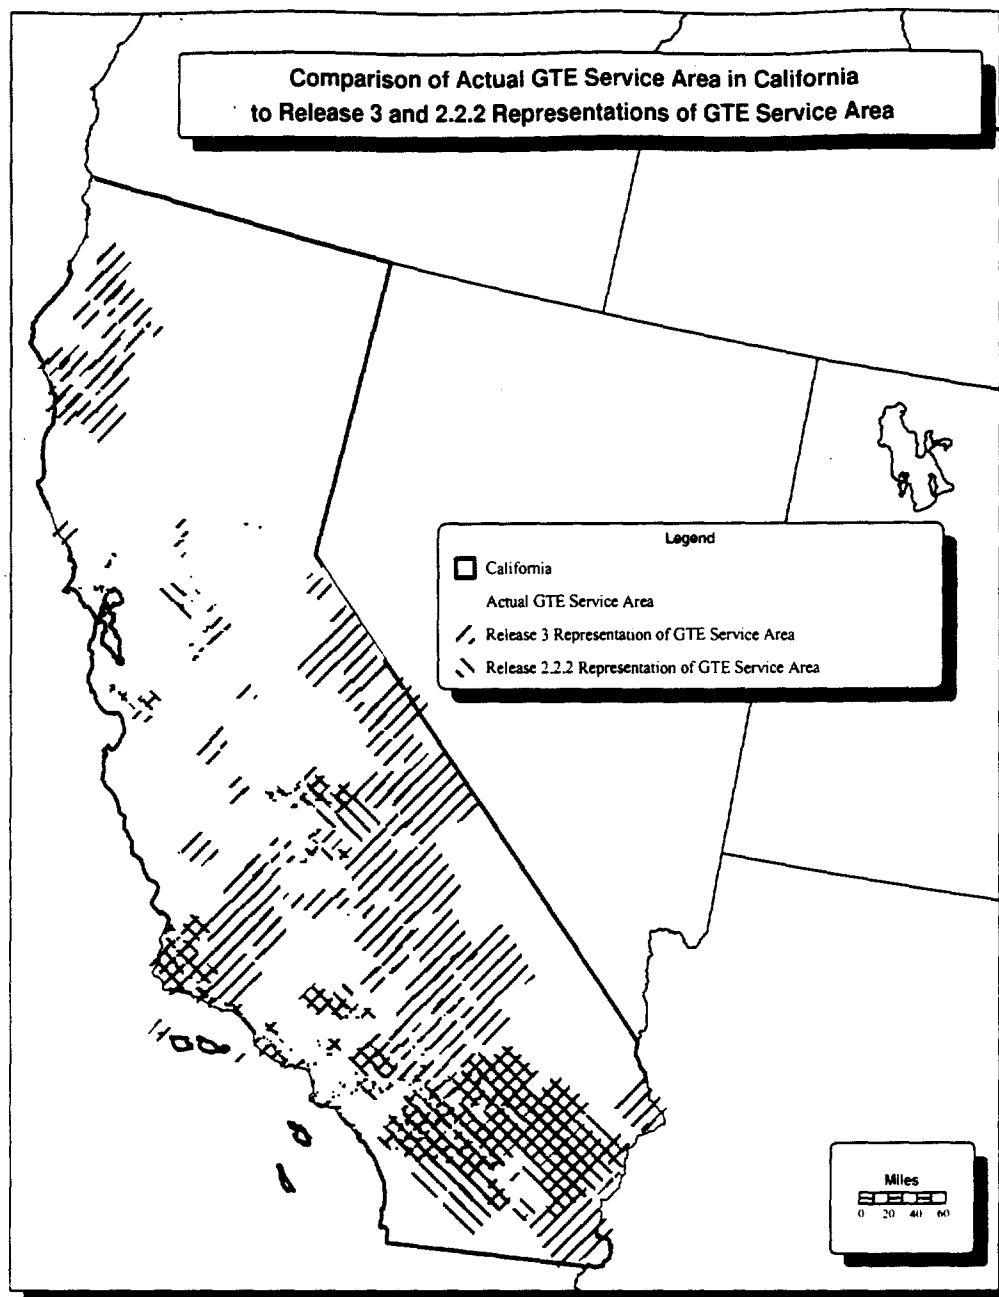 Comparison of Actual GTE Service Area in California
to Release 3 and 2.2.2 Representations of GTE Service Area
Legend
California
Actual GTE Service Area
Release 3 Representation of GTE Service Area
Release 2.2.2 Representation of GTE Service Area
Miles
0 20 40 60